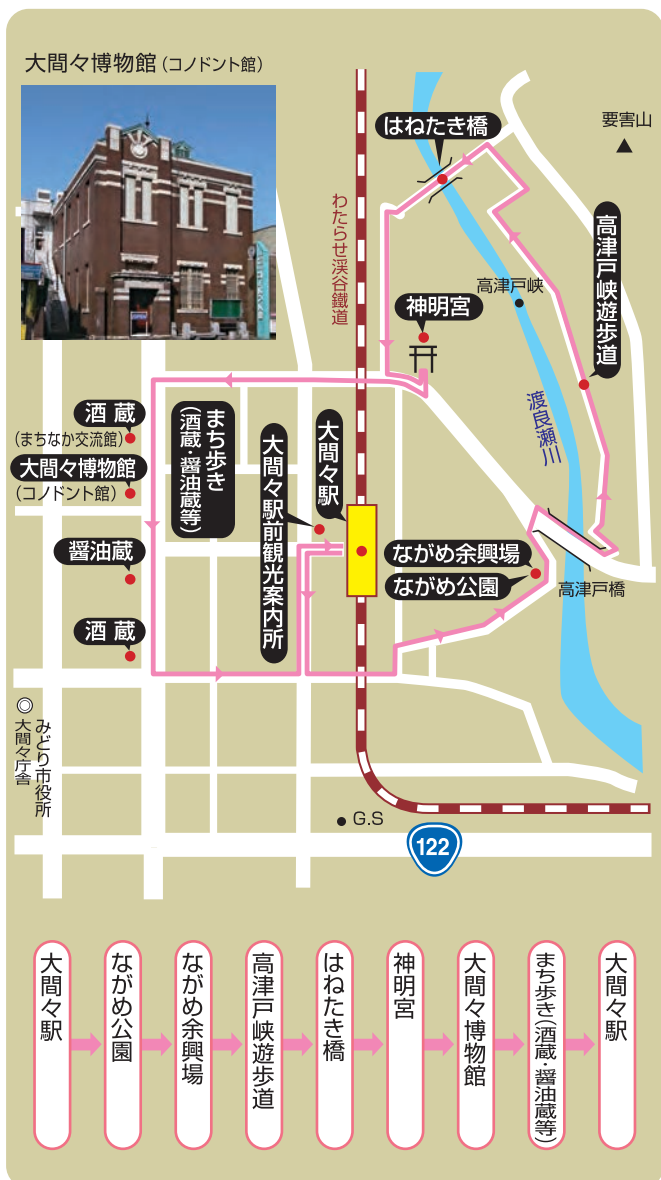 大間々博物館(コノドント館)
はねたき橋
要害山
わたらせ渓谷鐵道
高津戸峡遊歩道
高津戸峡
神明宮
渡良瀬川
酒蔵
(まちなか交流館)
まち歩き
(酒蔵・醤油蔵等)
大間々駅
大間々駅前観光案内所
大間々博物館
(コノドント館)
醤油蔵
ながめ余興場
ながめ公園
高津戸橋
酒蔵
みどり市役所
大間々庁舎
G.S
122
大間々駅
ながめ公園
ながめ余興場
高津戸峡遊歩道
はねたき橋
神明宮
大間々博物館
まち歩き(酒蔵・醤油蔵等)
大間々駅